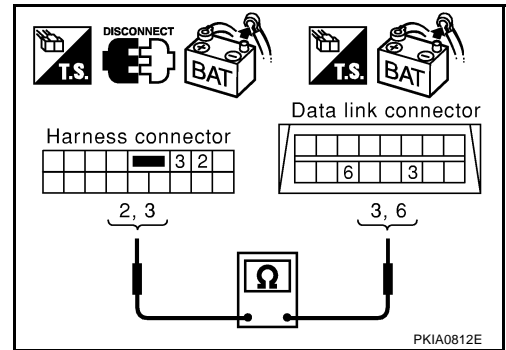 DISCONNECT
T.S. BAT T.S. BAT
Data link connector
Harness connector
3 2
6 3
2, 3 3, 6
Ω
PKIA0812E